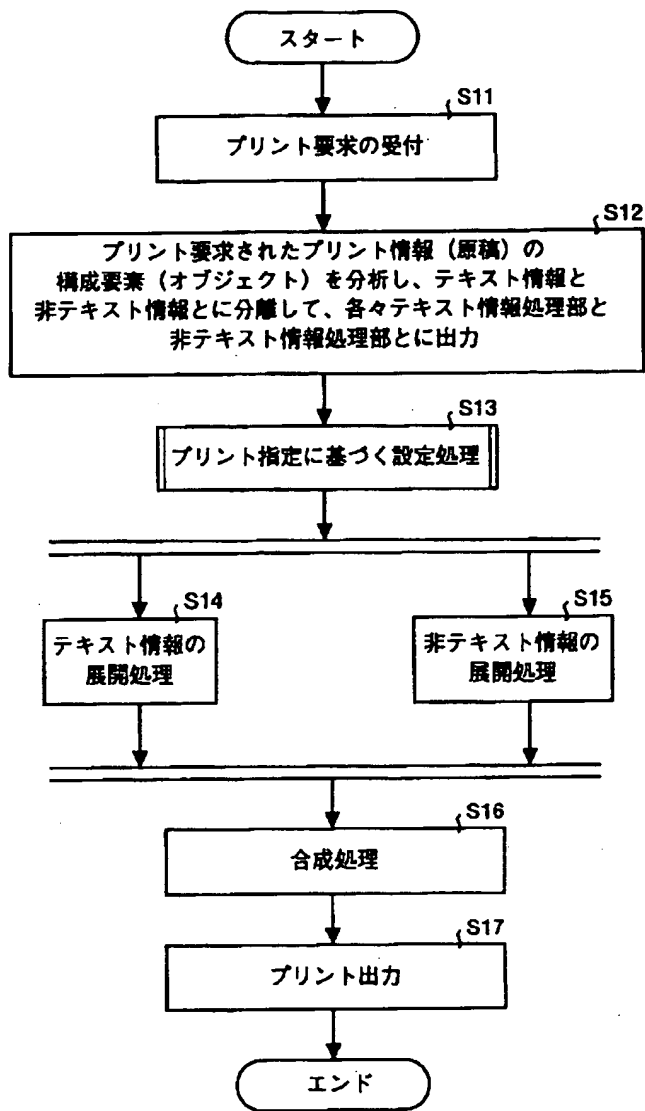 スタート
S11
プリント要求の受付
S12
プリント要求されたプリント情報（原稿）の
構成要素（オブジェクト）を分析し、テキスト情報と
非テキスト情報とに分離して、各々テキスト情報処理部と
非テキスト情報処理部とに出力
S13
プリント指定に基づく設定処理
S14
テキスト情報の
展開処理
S15
非テキスト情報の
展開処理
S16
合成処理
S17
プリント出力
エンド